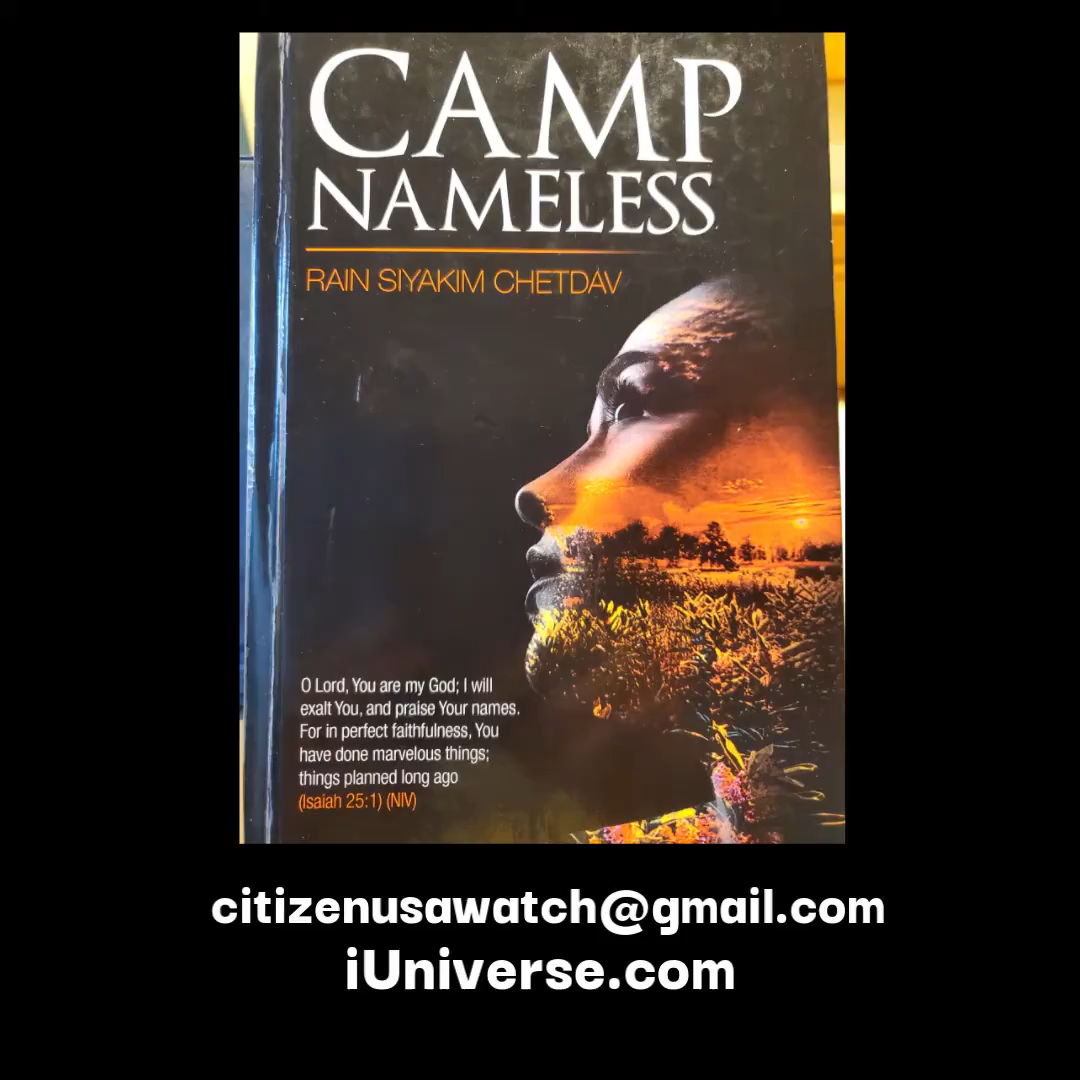 CAMP
NAMELESS
RAIN SIYAKIM CHETDAV
O Lord, You are my God; I will
exalt You, and praise Your names.
For in perfect faithfulness, You
have done marvelous things;
things planned long ago
(Isaiah 25:1) (NIV)
citizenusawatch@gmail.com
iUniverse.com